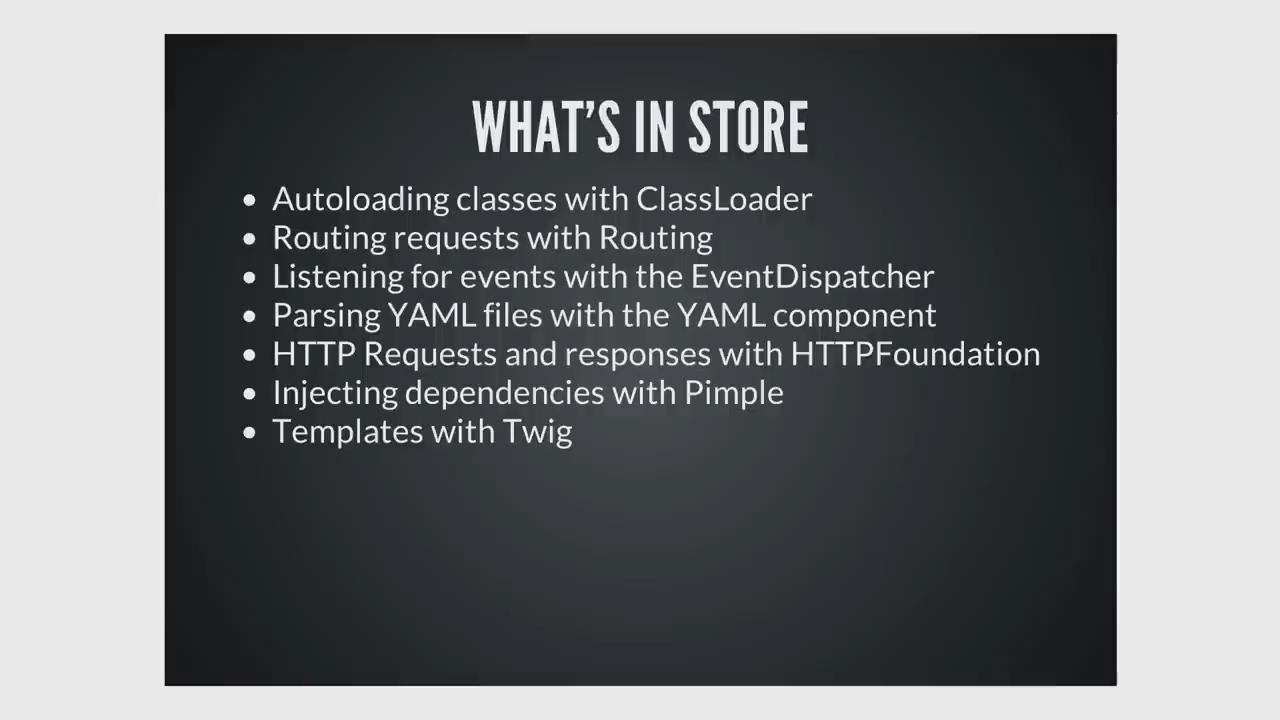 WHAT'S IN STORE
Autoloading classes with ClassLoader
Routing requests with Routing
Listening for events with the EventDispatcher
Parsing YAML files with the YAML component
HTTP Requests and responses with HTTPFoundation
Injecting dependencies with Pimple
Templates with Twig